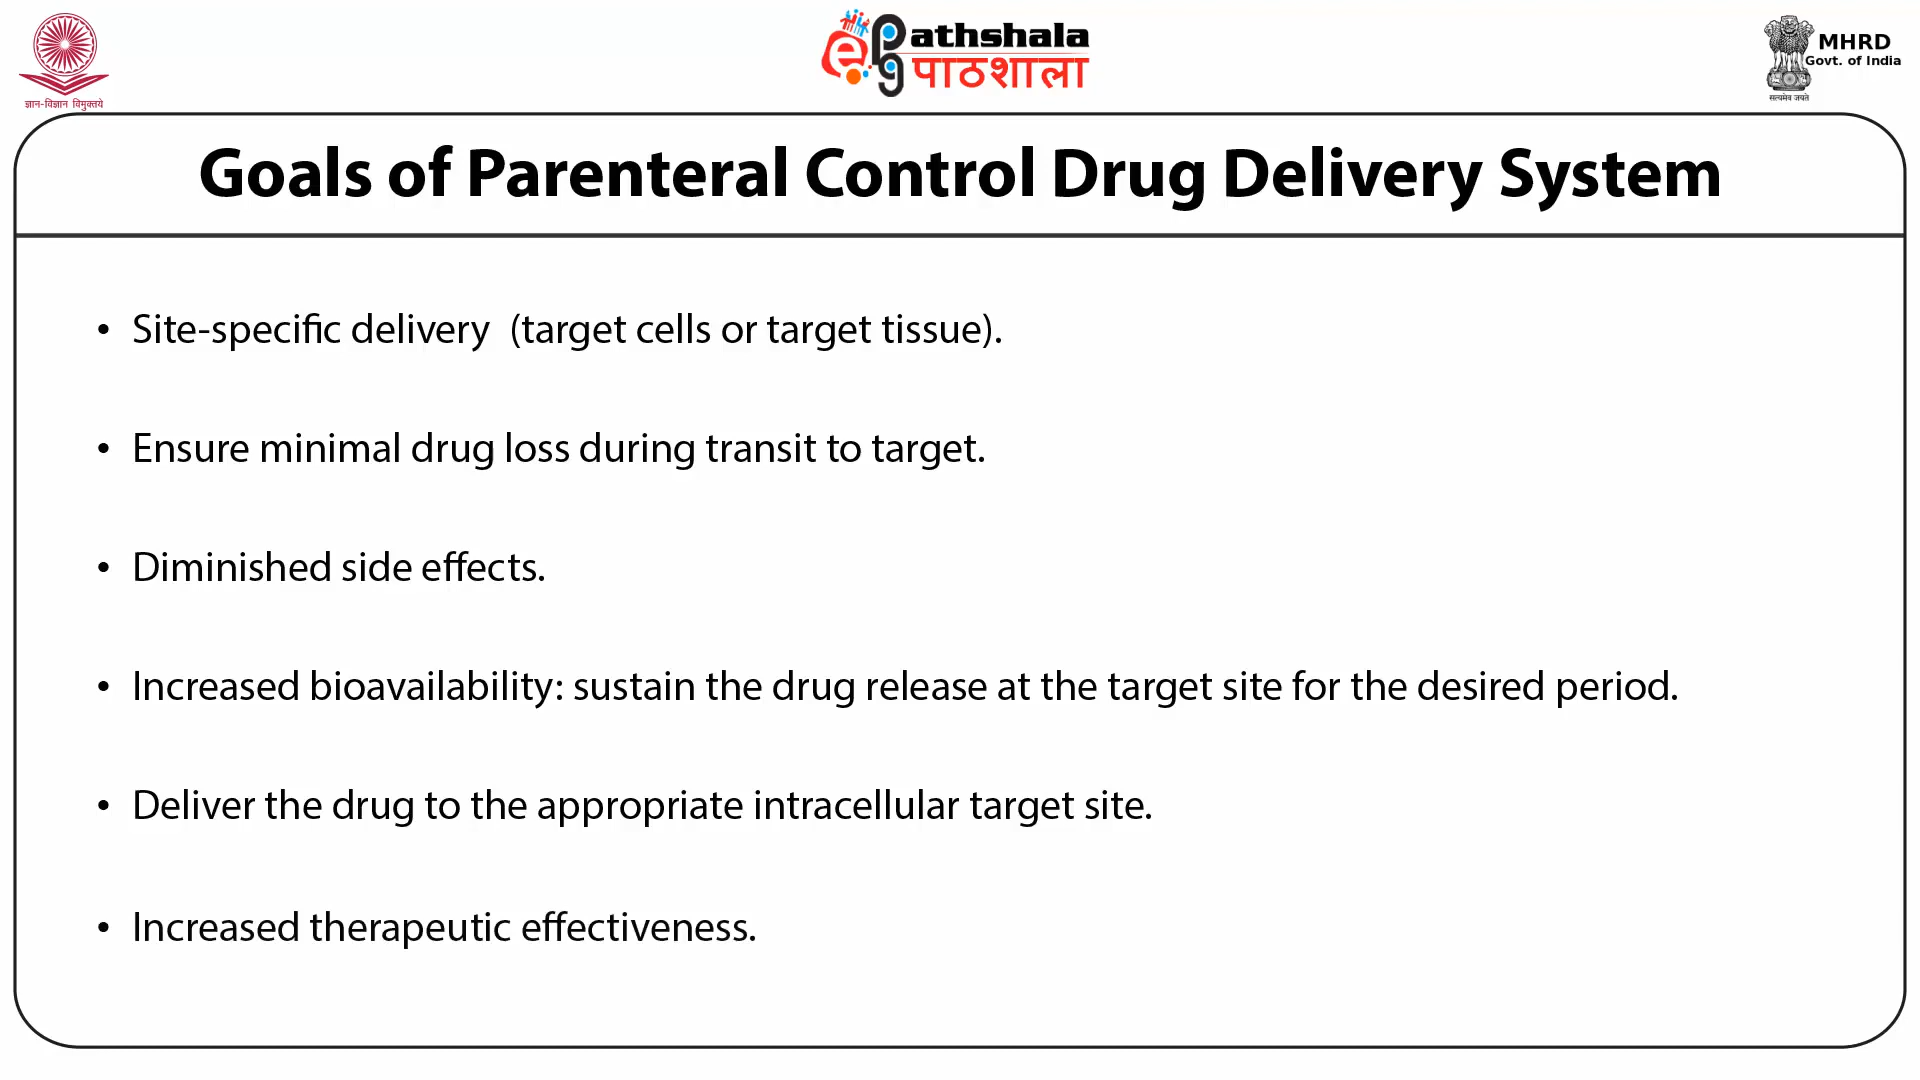 ज्ञान-विज्ञान विमुक्तये
ePathshala
पाठशाला
MHRD
Govt. of India
सत्यमेव जयते
Goals of Parenteral Control Drug Delivery System
• Site-specific delivery  (target cells or target tissue).
• Ensure minimal drug loss during transit to target.
• Diminished side effects.
• Increased bioavailability: sustain the drug release at the target site for the desired period.
• Deliver the drug to the appropriate intracellular target site.
• Increased therapeutic effectiveness.